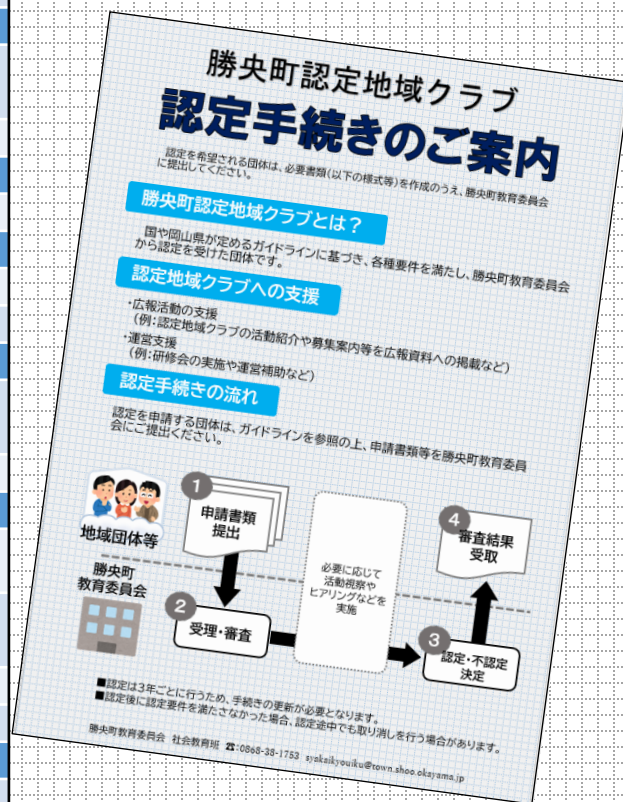 勝央町認定地域クラブ
認定手続きのご案内
認定を希望される団体は、必要書類(以下の様式等)を作成のうえ、勝央町教育委員会
に提出してください。
勝央町認定地域クラブとは？
国や岡山県が定めるガイドラインに基づき、各種要件を満たし、勝央町教育委員会
から認定を受けた団体です。
認定地域クラブへの支援
・広報活動の支援
(例:認定地域クラブの活動紹介や募集案内等を広報資料への掲載など)
・運営支援
(例:研修会の実施や運営補助など)
認定手続きの流れ
認定を申請する団体は、ガイドラインを参照の上、申請書類等を勝央町教育委員
会にご提出ください。
地域団体等
1
申請書類
提出
必要に応じて
活動視察や
ヒアリングなどを
実施
4
審査結果
受取
勝央町
教育委員会
2
受理・審査
3
認定・不認定
決定
■認定は3年ごとに行うため、手続きの更新が必要となります。
■認定後に認定要件を満たさなかった場合、認定途中でも取り消しを行う場合があります。
勝央町教育委員会 社会教育班 ☎:0868-38-1753 syakaikyouiku@town.shoo.okayama.jp